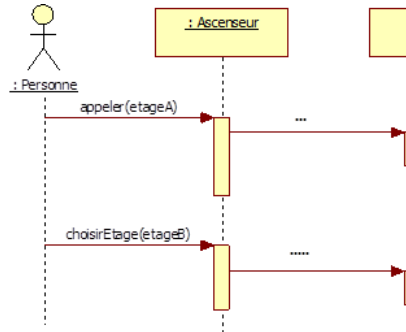 : Ascenseur
: Personne
appeler(etageA)
...
choisirEtage(etageB)
.....